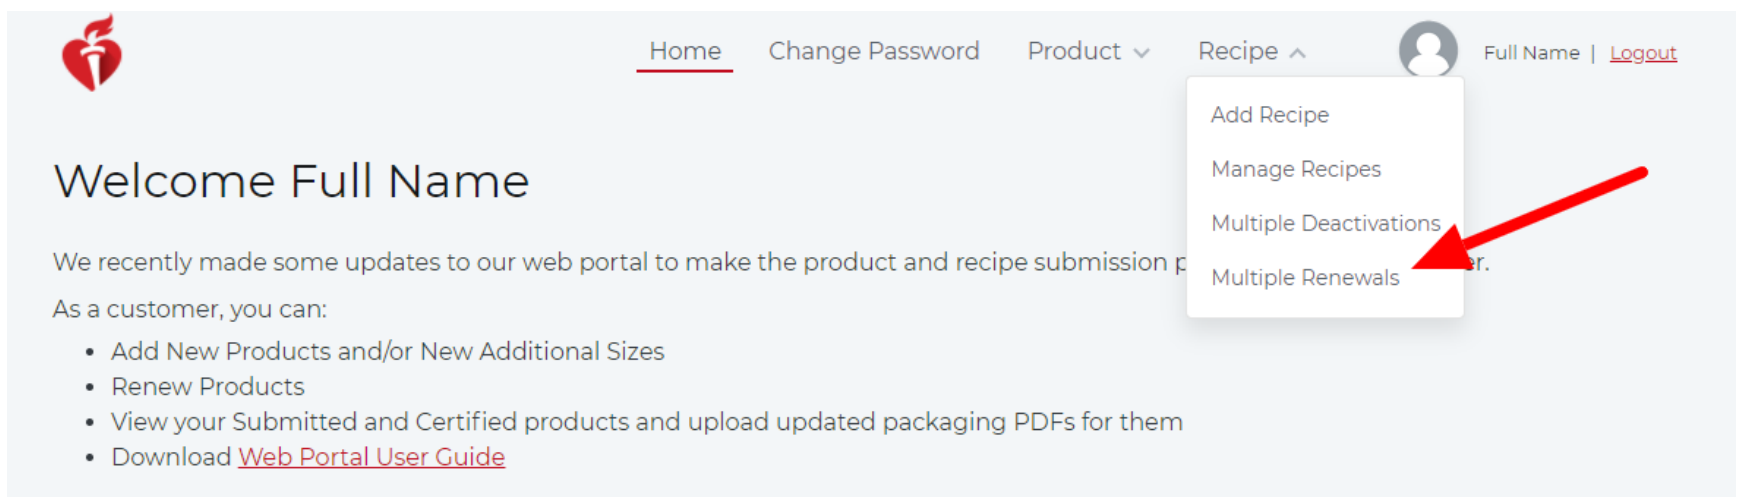 Home Change Password Product Recipe Full Name | Logout
Add Recipe
Manage Recipes
Multiple Deactivations
Multiple Renewals
Welcome Full Name
We recently made some updates to our web portal to make the product and recipe submission p er.
As a customer, you can:
• Add New Products and/or New Additional Sizes
• Renew Products
• View your Submitted and Certified products and upload updated packaging PDFs for them
• Download Web Portal User Guide